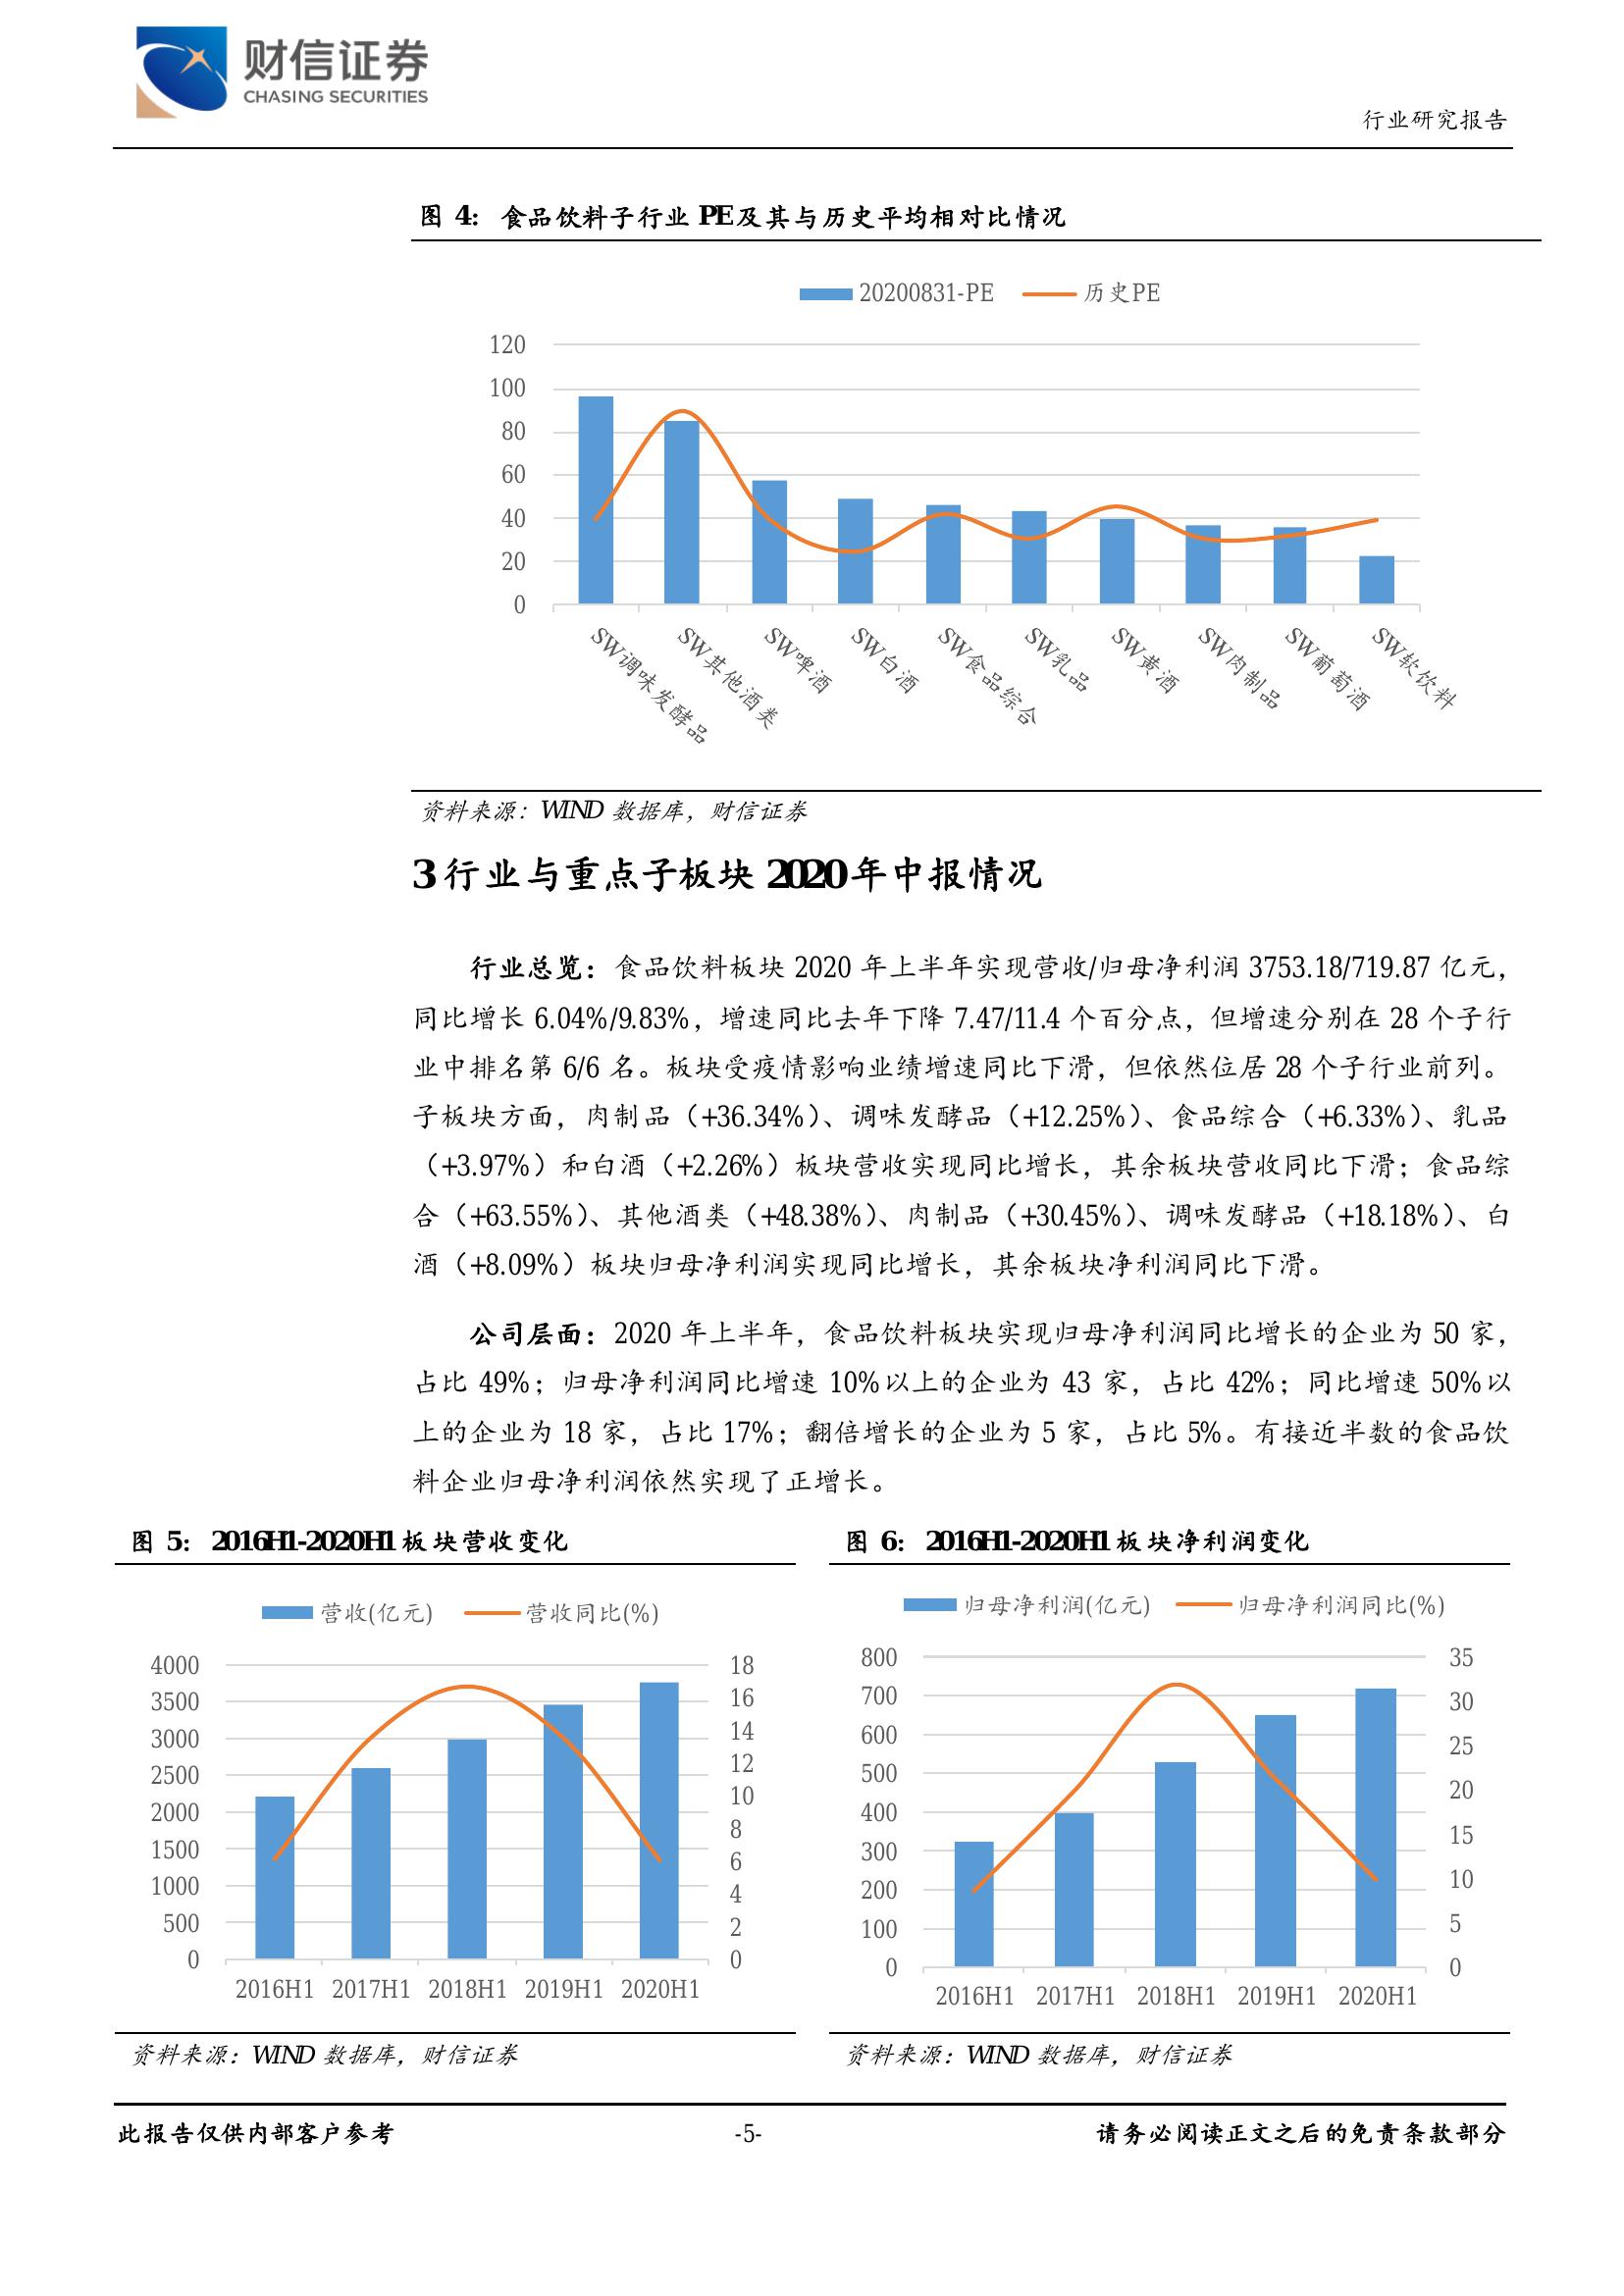 财信证券
CHASING SECURITIES
行业研究报告
图 4: 食品饮料子行业 PE 及其与历史平均相对比情况
20200831-PE 历史PE
120
100
80
60
40
20
0
SW调味发酵品 SW其他酒类 SW啤酒 SW白酒 SW食品综合 SW乳品 SW黄酒 SW肉制品 SW葡萄酒 SW软饮料
资料来源：WIND 数据库，财信证券
3 行业与重点子板块 2020 年中报情况
行业总览：食品饮料板块 2020 年上半年实现营收/归母净利润 3753.18/719.87 亿元，
同比增长 6.04%/9.83%，增速同比去年下降 7.47/11.4 个百分点，但增速分别在 28 个子行
业中排名第 6/6 名。板块受疫情影响业绩增速同比下滑，但依然位居 28 个子行业前列。
子板块方面，肉制品（+36.34%）、调味发酵品（+12.25%）、食品综合（+6.33%）、乳品
（+3.97%）和白酒（+2.26%）板块营收实现同比增长，其余板块营收同比下滑；食品综
合（+63.55%）、其他酒类（+48.38%）、肉制品（+30.45%）、调味发酵品（+18.18%）、白
酒（+8.09%）板块归母净利润实现同比增长，其余板块净利润同比下滑。
公司层面：2020 年上半年，食品饮料板块实现归母净利润同比增长的企业为 50 家，
占比 49%；归母净利润同比增速 10%以上的企业为 43 家，占比 42%；同比增速 50%以
上的企业为 18 家，占比 17%；翻倍增长的企业为 5 家，占比 5%。有接近半数的食品饮
料企业归母净利润依然实现了正增长。
图 5: 2016H1-2020H1 板块营收变化
营收(亿元) 营收同比(%)
4000
3500
3000
2500
2000
1500
1000
500
0
18
16
14
12
10
8
6
4
2
0
2016H1 2017H1 2018H1 2019H1 2020H1
资料来源：WIND 数据库，财信证券
图 6: 2016H1-2020H1 板块净利润变化
归母净利润(亿元) 归母净利润同比(%)
800
700
600
500
400
300
200
100
0
35
30
25
20
15
10
5
0
2016H1 2017H1 2018H1 2019H1 2020H1
资料来源：WIND 数据库，财信证券
此报告仅供内部客户参考 -5- 请务必阅读正文之后的免责条款部分